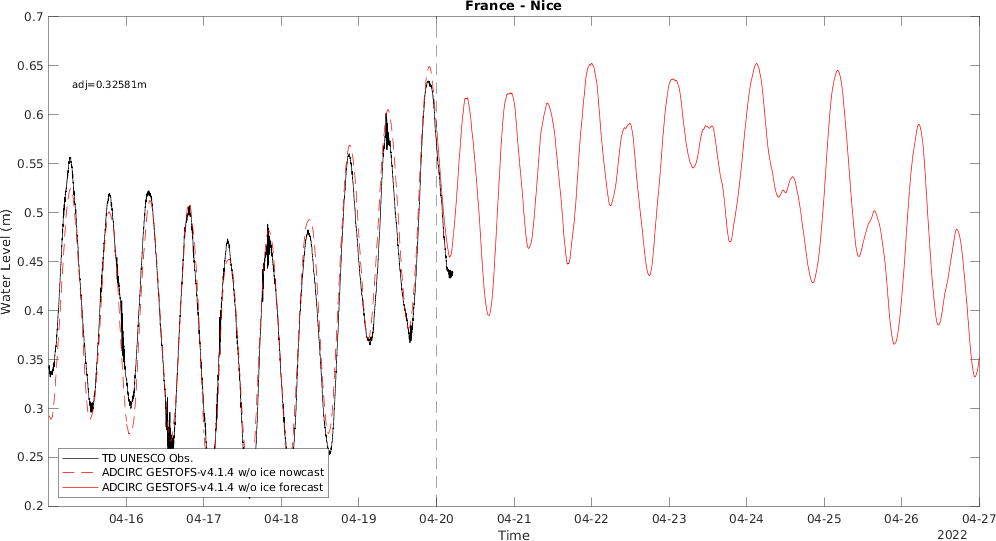 France - Nice
0.7
0.65
0.6
0.55
0.5
0.45
0.4
0.35
0.3
0.25
0.2
Water Level (m)
adj=0.32581m
TD UNESCO Obs.
ADCIRC GESTOFS-v4.1.4 w/o ice nowcast
ADCIRC GESTOFS-v4.1.4 w/o ice forecast
04-16 04-17 04-18 04-19 04-20 04-21 04-22 04-23 04-24 04-25 04-26 04-27
Time
2022